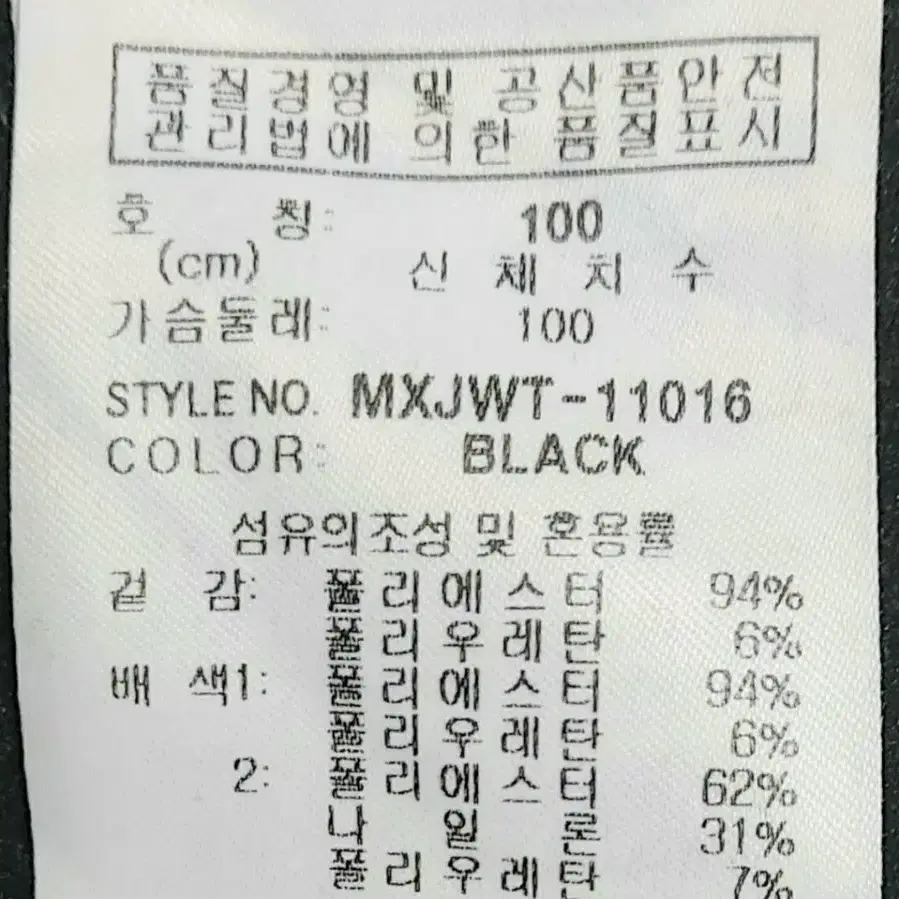 품질경영 및 공산품안전
관리법에 의한 품질표시
호 칭: 100
(cm) 신 체 치 수
가슴둘레: 100
STYLE NO. MXJWT-11016
COLOR: BLACK
섬유의조성 및 혼용률
겉 감: 폴리에스터 94%
폴리우레탄 6%
배 색1: 폴리에스터 94%
폴리우레탄 6%
2: 폴리에스터 62%
나 일 론 31%
폴리우레탄 7%